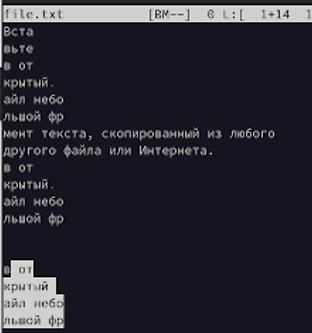 file.txt [BM--] 0 L:[ 1+14 1
Вста
вьте
в от
крытый.
айл небо
льшой фр
мент текста, скопированный из любого
другого файла или Интернета.
в от
крытый.
айл небо
льшой фр
в от
крытый
айл небо
льшой фр